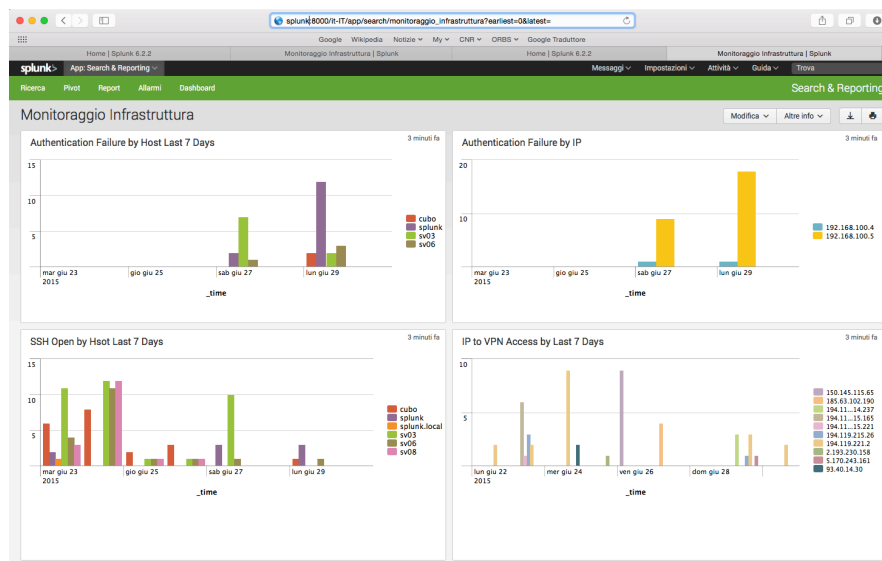 splunk:8000/it-IT/app/search/monitoraggio_infrastruttura?earliest=0&latest=
Google Wikipedia Notizie My CNR ORBS Google Traduttore
Home | Splunk 6.2.2
Monitoraggio Infrastruttura | Splunk
Home | Splunk 6.2.2
Monitoraggio Infrastruttura | Splunk
splunk> App: Search & Reporting Messaggi Impostazioni Attività Guida Trova
Ricerca Pivot Report Allarmi Dashboard Search & Reporting
Monitoraggio Infrastruttura Modifica Altre info
Authentication Failure by Host Last 7 Days 3 minuti fa
15
10
5
cubo
splunk
sv03
sv06
mar giu 23 gio giu 25 sab giu 27 lun giu 29
2015
_time
Authentication Failure by IP 3 minuti fa
20
10
192.168.100.4
192.168.100.5
mar giu 23 gio giu 25 sab giu 27 lun giu 29
2015
_time
SSH Open by Hsot Last 7 Days 3 minuti fa
15
10
5
cubo
splunk
splunk.local
sv03
sv06
sv08
mar giu 23 gio giu 25 sab giu 27 lun giu 29
2015
_time
IP to VPN Access by Last 7 Days 3 minuti fa
10
5
150.145.115.65
185.63.102.190
194.11...14.237
194.11...15.165
194.11...15.221
194.119.215.26
194.119.221.2
2.193.230.158
5.170.243.161
93.40.14.30
lun giu 22 mer giu 24 ven giu 26 dom giu 28
2015
_time